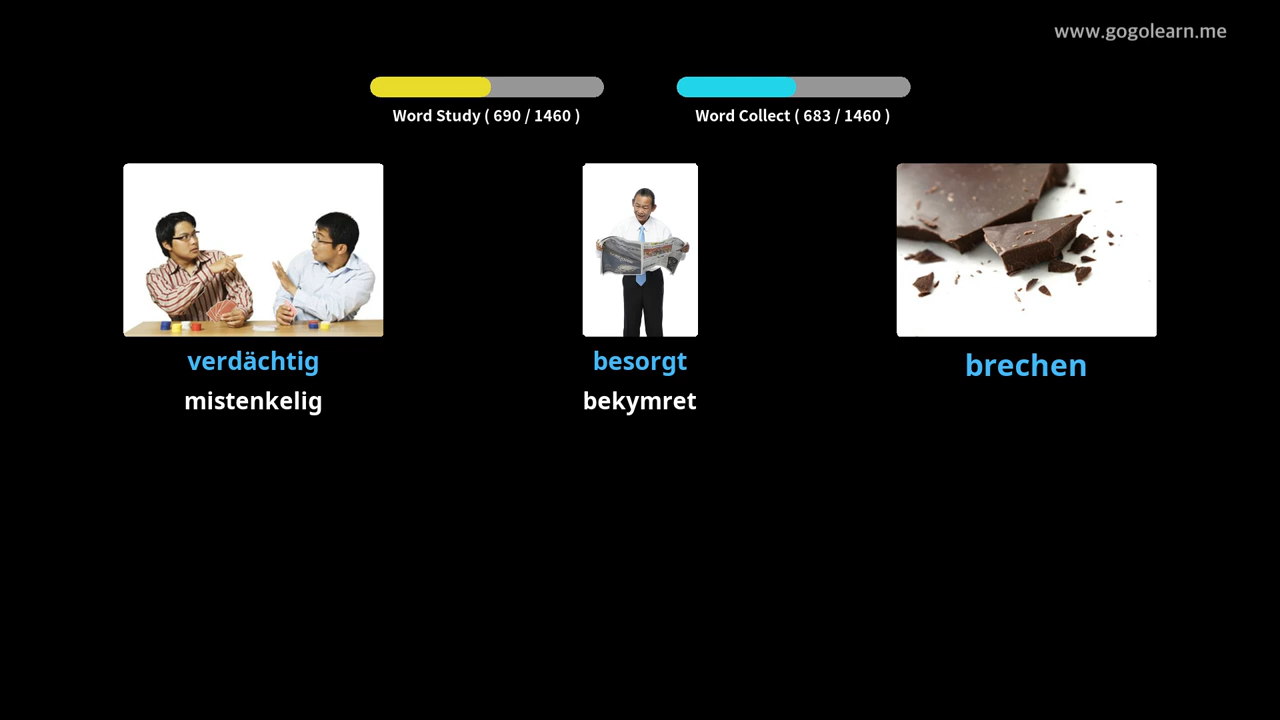 www.gogolearn.me
Word Study ( 690 / 1460 )
Word Collect ( 683 / 1460 )
verdächtig
mistenkelig
besorgt
bekymret
brechen